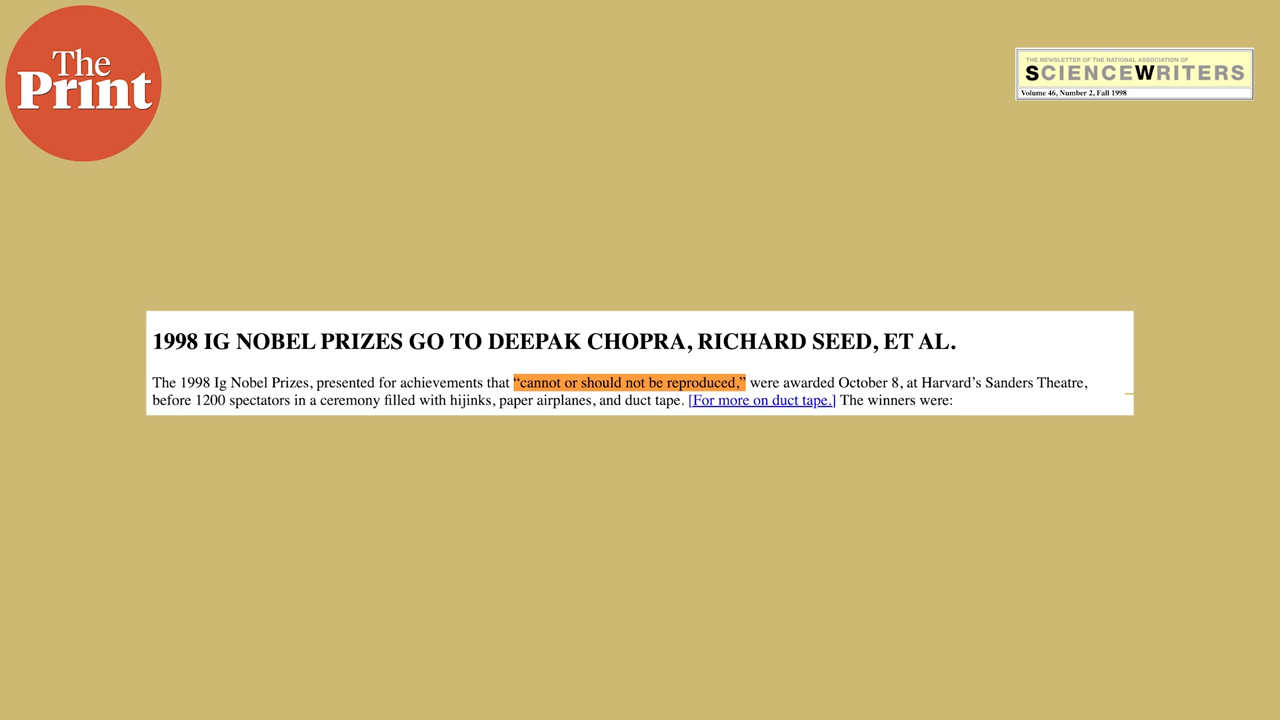 The
Print
THE NEWSLETTER OF THE NATIONAL ASSOCIATION OF
SCIENCEWRITERS
Volume 46, Number 2, Fall 1998
1998 IG NOBEL PRIZES GO TO DEEPAK CHOPRA, RICHARD SEED, ET AL.
The 1998 Ig Nobel Prizes, presented for achievements that “cannot or should not be reproduced,” were awarded October 8, at Harvard’s Sanders Theatre,
before 1200 spectators in a ceremony filled with hijinks, paper airplanes, and duct tape. [For more on duct tape.] The winners were: